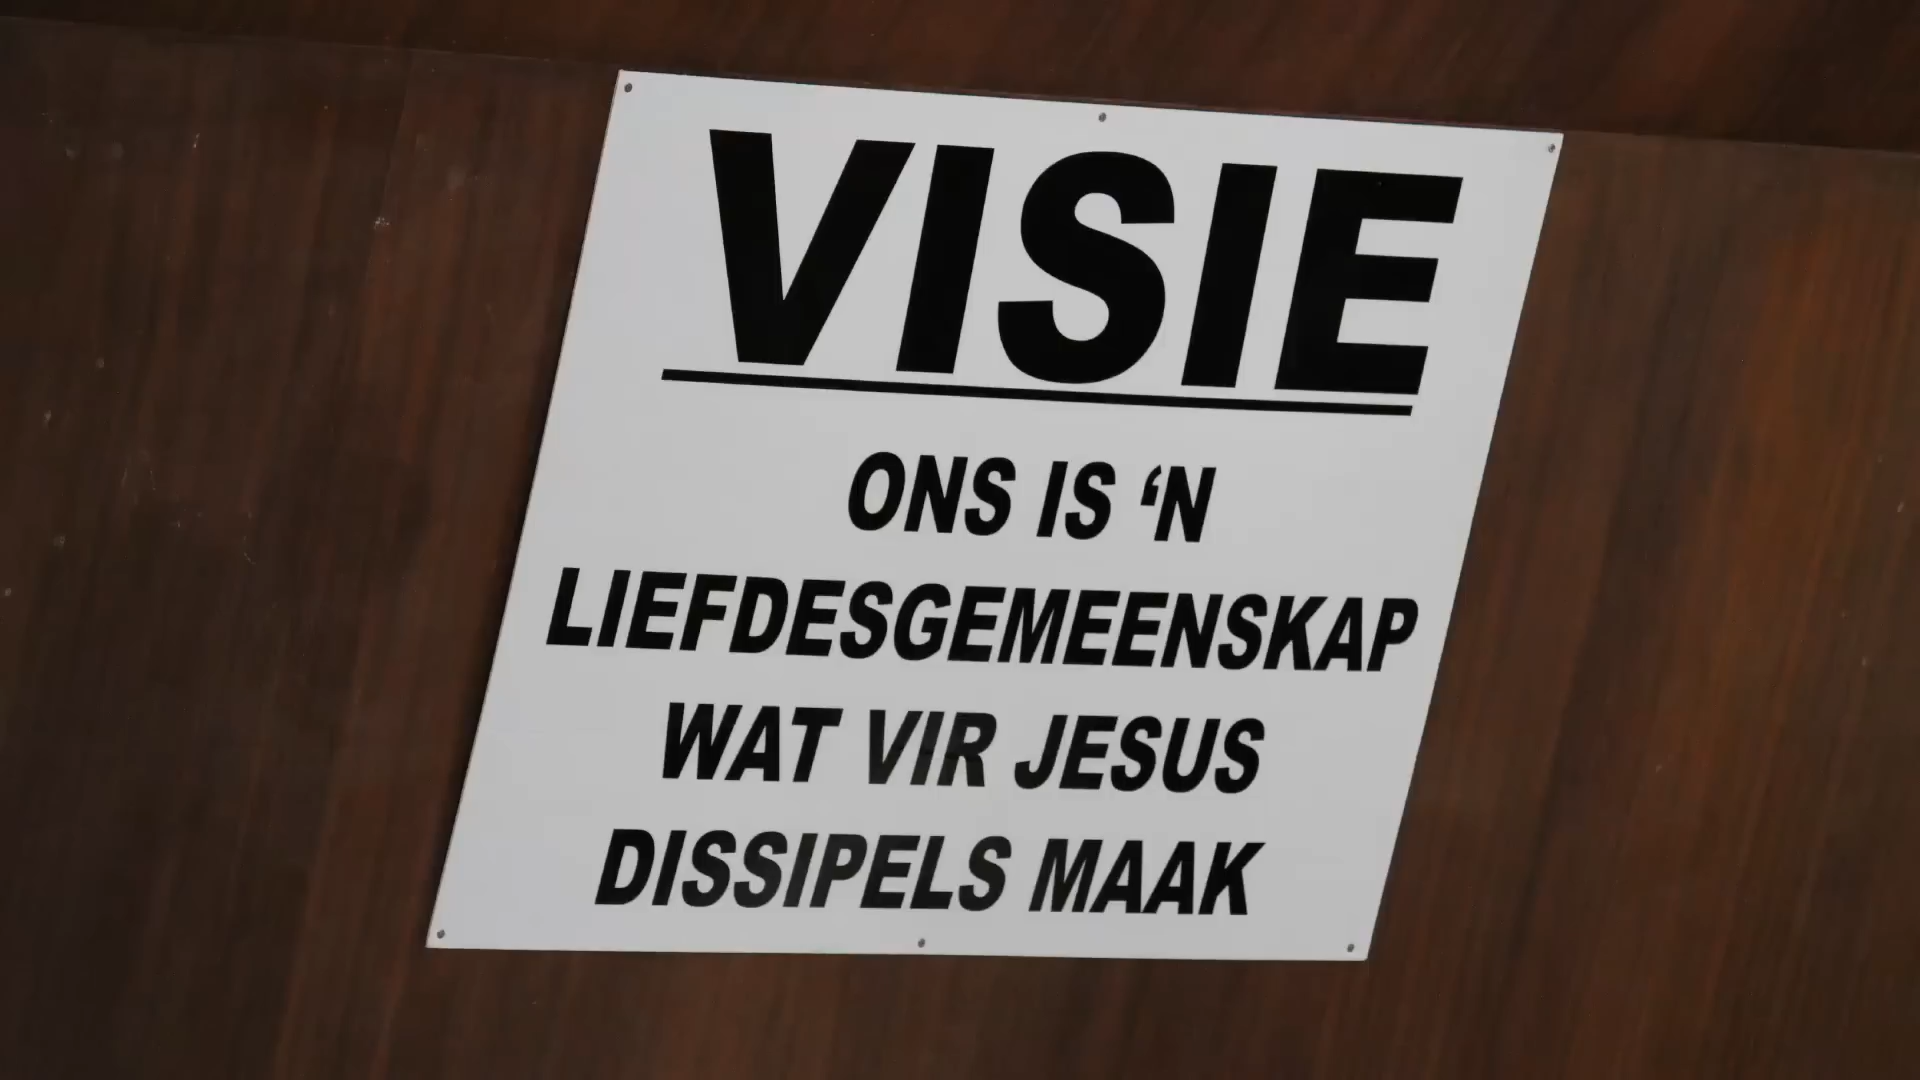 VISIE
ONS IS ‘N
LIEFDESGEMEENSKAP
WAT VIR JESUS
DISSIPELS MAAK